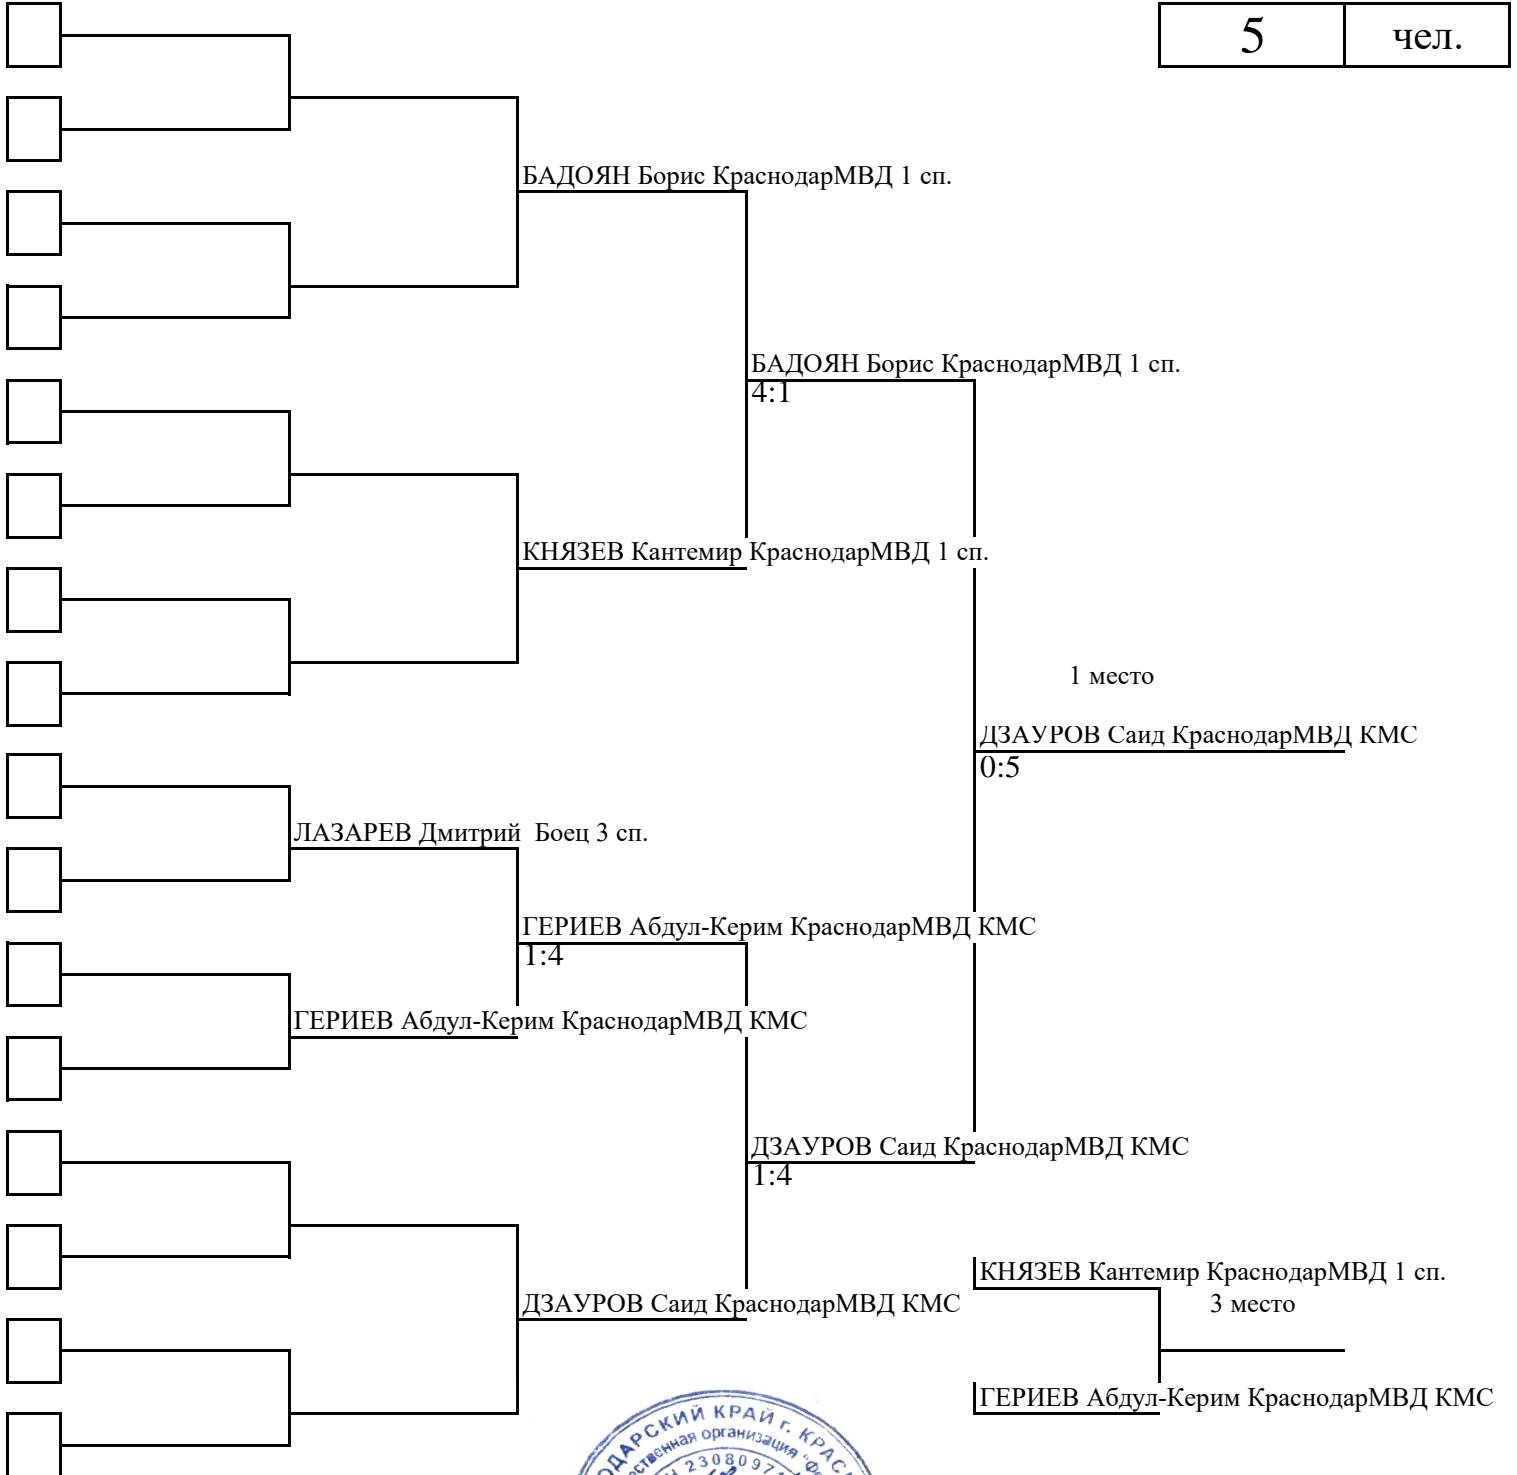 5 чел.
БАДОЯН Борис КраснодарМВД 1 сп.
БАДОЯН Борис КраснодарМВД 1 сп.
4:1
КНЯЗЕВ Кантемир КраснодарМВД 1 сп.
1 место
ДЗАУРОВ Саид КраснодарМВД КМС
0:5
ЛАЗАРЕВ Дмитрий  Боец 3 сп.
ГЕРИЕВ Абдул-Керим КраснодарМВД КМС
1:4
ГЕРИЕВ Абдул-Керим КраснодарМВД КМС
ДЗАУРОВ Саид КраснодарМВД КМС
1:4
КНЯЗЕВ Кантемир КраснодарМВД 1 сп.
ДЗАУРОВ Саид КраснодарМВД КМС
3 место
ГЕРИЕВ Абдул-Керим КраснодарМВД КМС
КРАЙ г.
организация